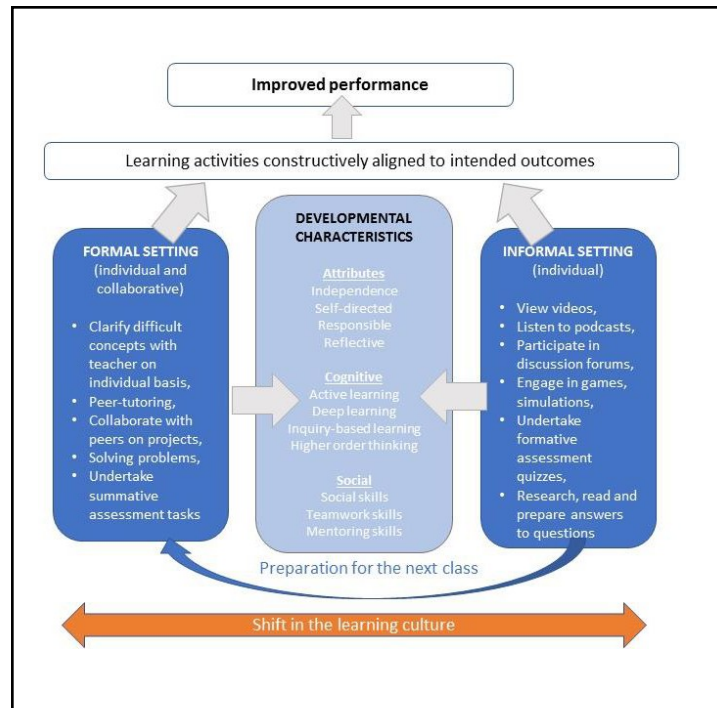 Improved performance
Learning activities constructively aligned to intended outcomes
FORMAL SETTING
(individual and
collaborative)
• Clarify difficult
concepts with
teacher on
individual basis,
• Peer-tutoring,
• Collaborate with
peers on projects,
• Solving problems,
• Undertake
summative
assessment tasks
DEVELOPMENTAL
CHARACTERISTICS
Attributes
Independence
Self-directed
Responsible
Reflective
Cognitive
Active learning
Deep learning
Inquiry-based learning
Higher order thinking
Social
Social skills
Teamwork skills
Mentoring skills
INFORMAL SETTING
(individual)
• View videos,
• Listen to podcasts,
• Participate in
discussion forums,
• Engage in games,
simulations,
• Undertake
formative
assessment
quizzes,
• Research, read and
prepare answers
to questions
Preparation for the next class
Shift in the learning culture